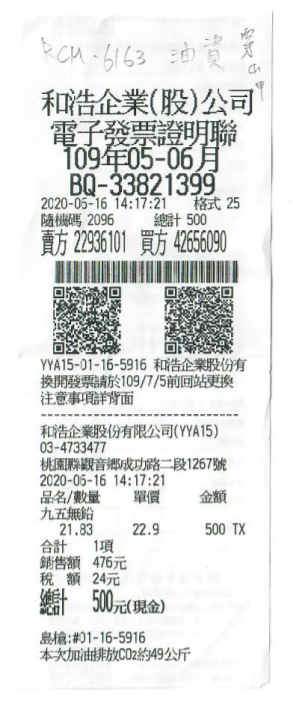 RCM-6163 油資
和浩企業(股)公司
電子發票證明聯
109年05-06月
BQ-33821399
2020-06-16 14:17:21 格式 25
隨機碼 2096 總計 500
賣方 22936101 買方 42656090
YYA15-01-16-5916 和浩企業股份有
換開發票請於109/7/5前回站更換
注意事項詳背面
和浩企業股份有限公司(YYA15)
03-4733477
桃園縣觀音鄉成功路二段1267號
2020-06-16 14:17:21
品名/數量 單價 金額
九五無鉛
21.83 22.9 500 TX
合計 1項
銷售額 476元
稅 額 24元
總計 500元(現金)
島槍:#01-16-5916
本次加油排放CO2約49公斤